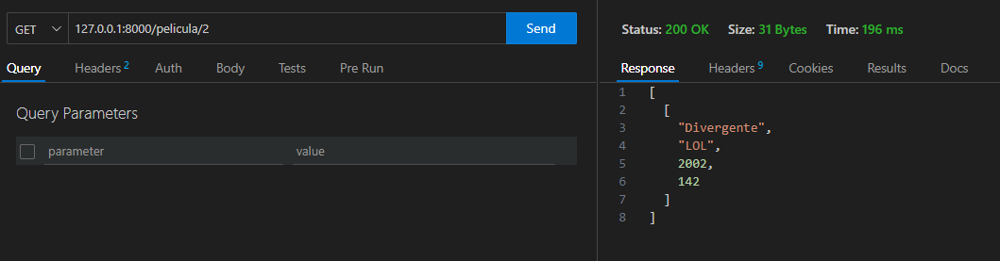 GET 127.0.0.1:8000/pelicula/2 Send
Query Headers 2 Auth Body Tests Pre Run
Query Parameters
parameter value
Status: 200 OK Size: 31 Bytes Time: 196 ms
Response Headers 9 Cookies Results Docs
1 [
2 [
3 "Divergente",
4 "LOL",
5 2002,
6 142
7 ]
8 ]